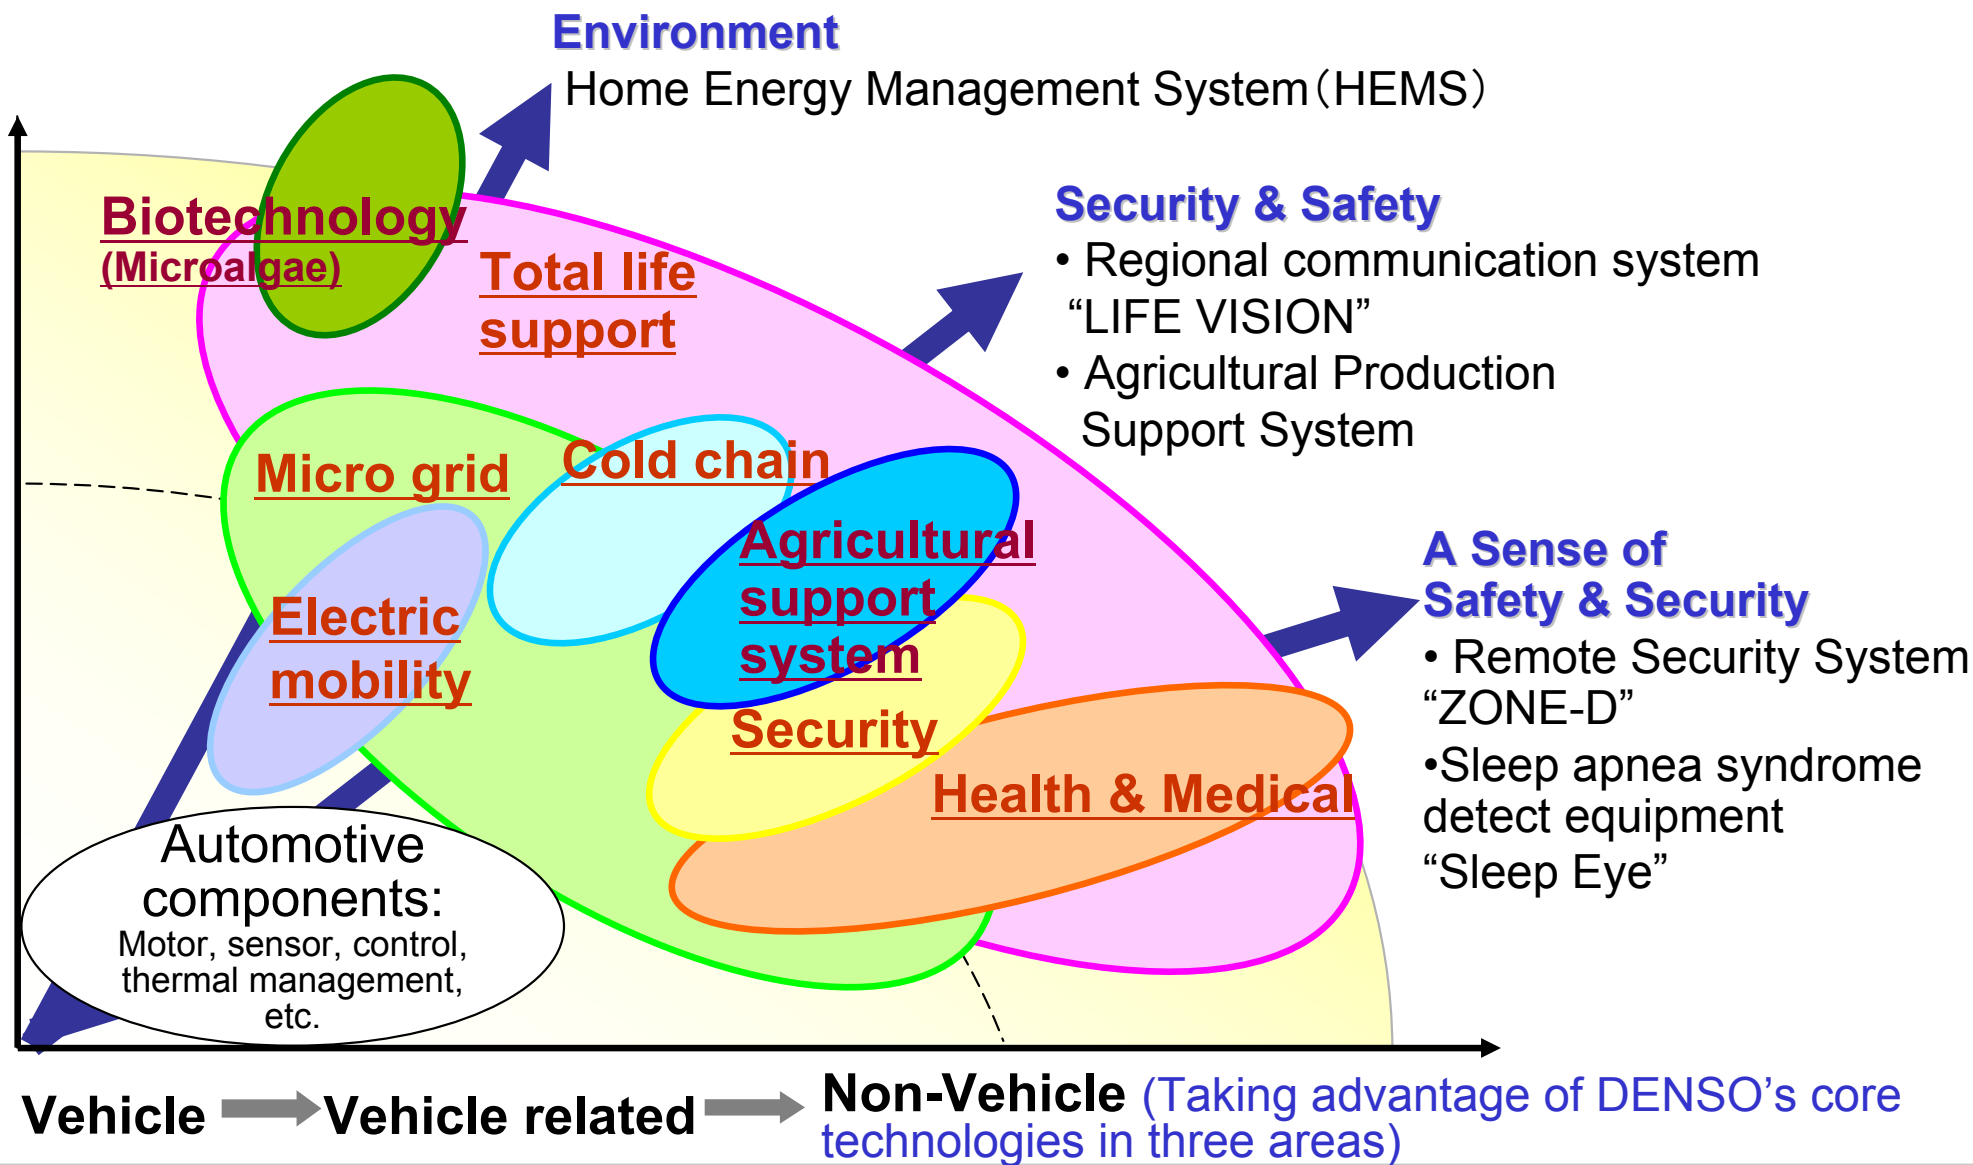 Environment
Home Energy Management System（HEMS）
Security & Safety
• Regional communication system
“LIFE VISION”
• Agricultural Production
Support System
A Sense of
Safety & Security
• Remote Security System
“ZONE-D”
•Sleep apnea syndrome
detect equipment
“Sleep Eye”
Biotechnology
(Microalgae)
Total life
support
Micro grid
Cold chain
Agricultural
support
system
Electric
mobility
Security
Health & Medical
Automotive
components:
Motor, sensor, control,
thermal management,
etc.
Vehicle
Vehicle related
Non-Vehicle (Taking advantage of DENSO’s core
technologies in three areas)